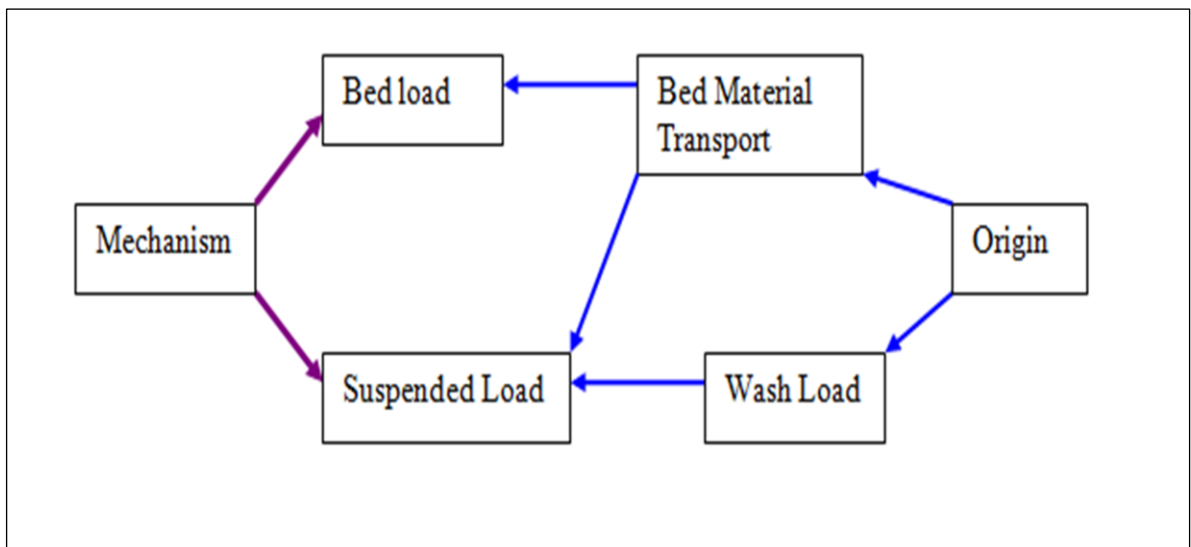 Bed load
Bed Material
Transport
Mechanism
Origin
Suspended Load
Wash Load